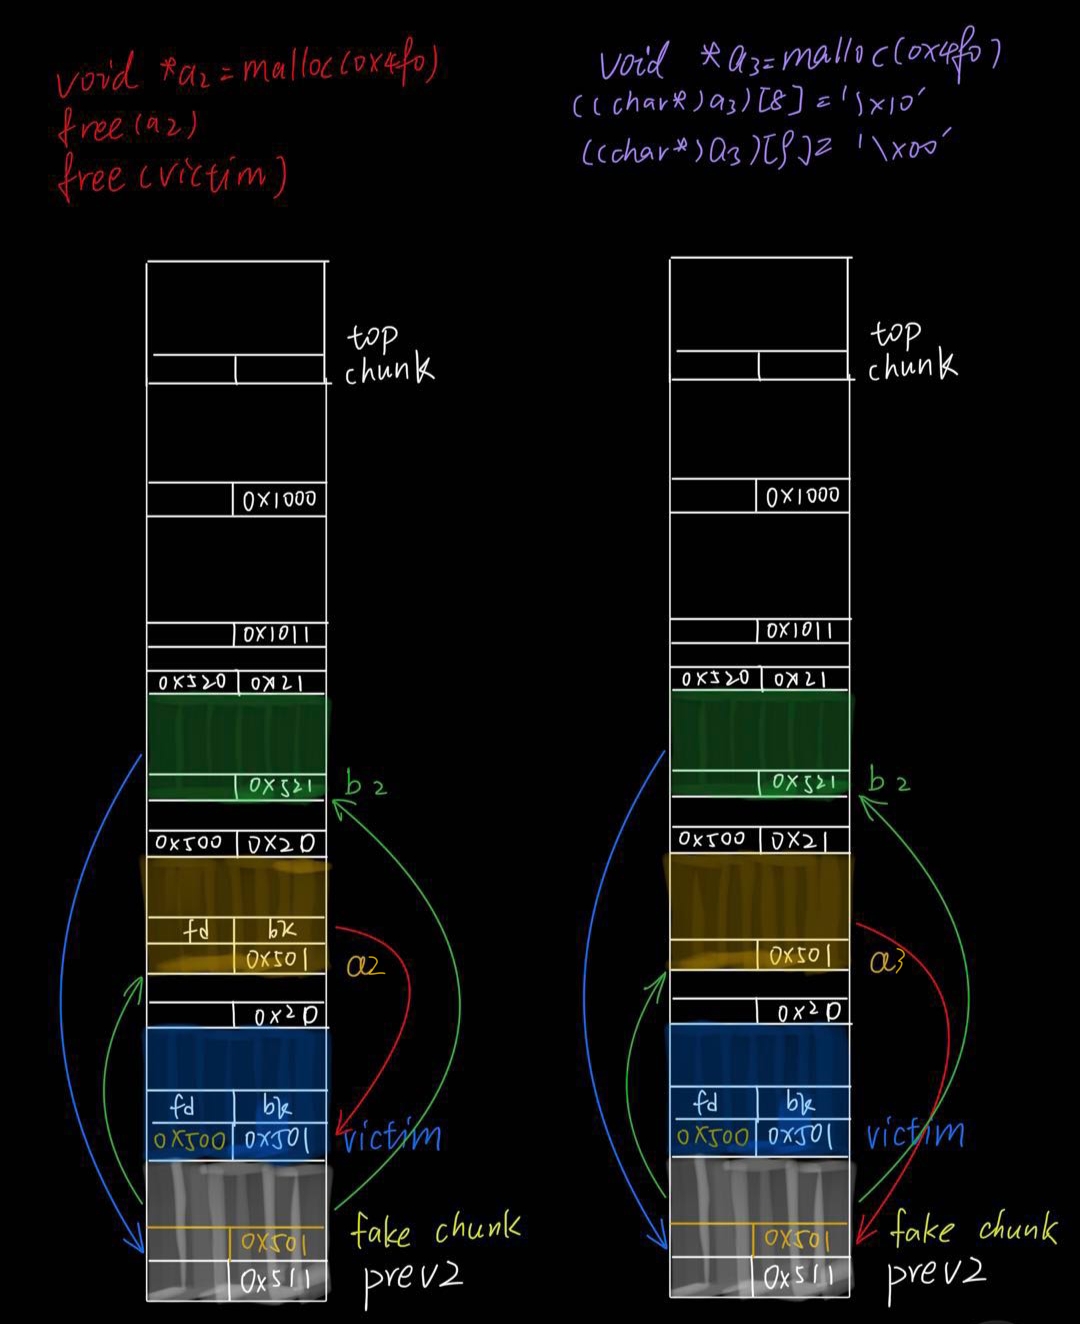 void *a2=malloc(0x4f0)
free(a2)
free(victim)
void *a3=malloc(0x4f0)
((char*)a3)[8]='\x10'
((char*)a3)[9]='\x00'
top
chunk
0x1000
0x1011
0x520 0x21
0x521 b2
0x500 0x20
fd bk
0x501 a2
0x20
fd bk
0x500 0x501 victim
0x501 fake chunk
0x511 prev2
top
chunk
0x1000
0x1011
0x520 0x21
0x521 b2
0x500 0x21
0x501 a3
0x20
fd bk
0x500 0x501 victim
0x501 fake chunk
0x511 prev2